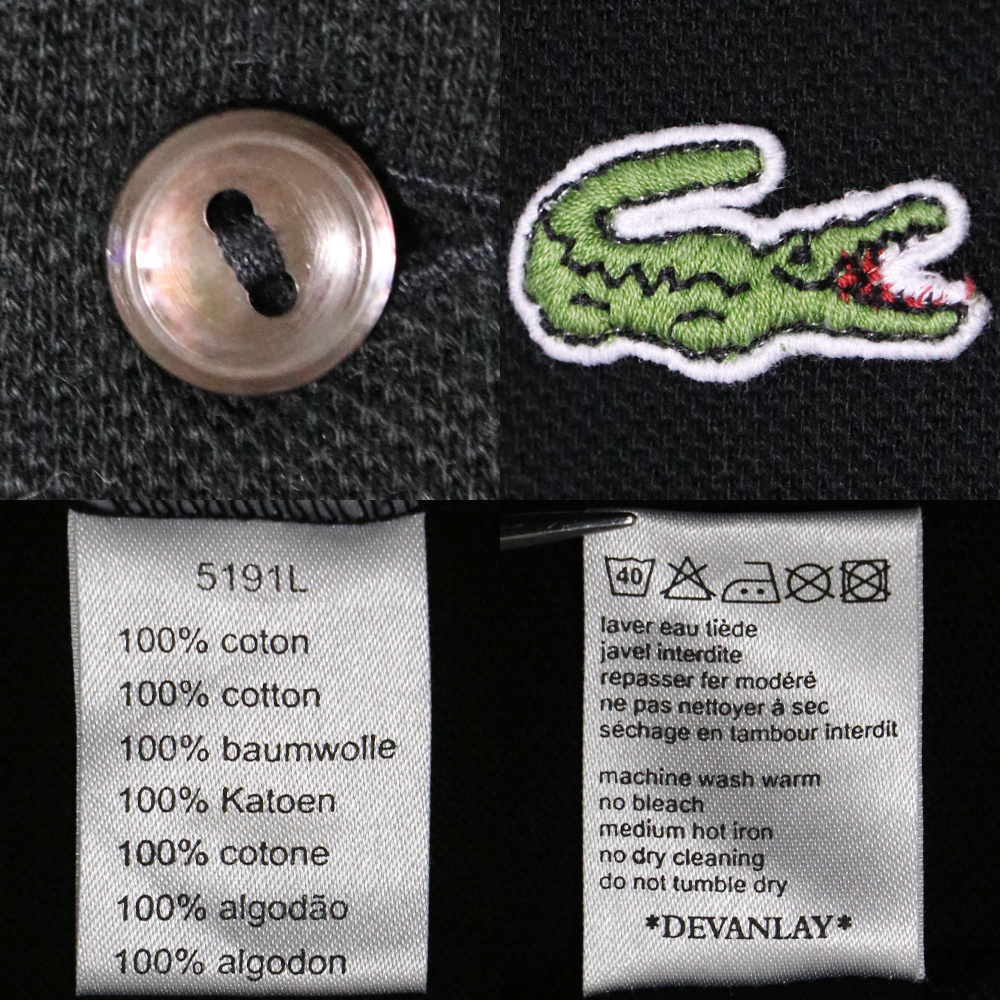 5191L
100% coton
100% cotton
100% baumwolle
100% Katoen
100% cotone
100% algodão
100% algodon
40
laver eau tiède
javel interdite
repasser fer modéré
ne pas nettoyer à sec
séchage en tambour interdit
machine wash warm
no bleach
medium hot iron
no dry cleaning
do not tumble dry
*DEVANLAY*